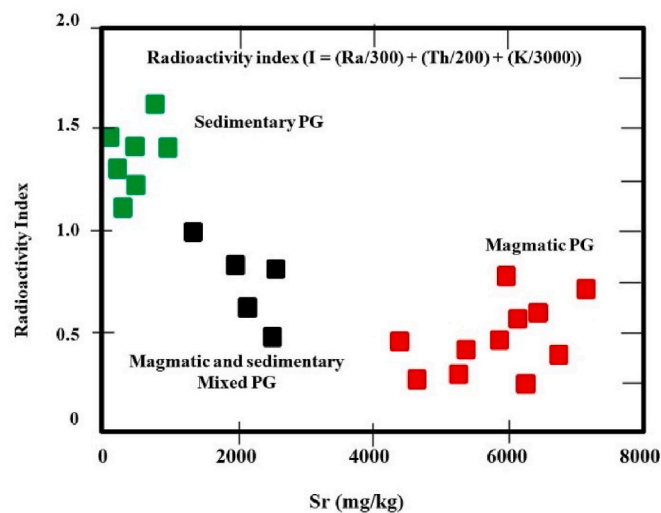 2.0
Radioactivity index (I = (Ra/300) + (Th/200) + (K/3000))
Sedimentary PG
1.5
1.0
Magmatic PG
0.5
Magmatic and sedimentary
Mixed PG
0
Radioactivity Index
0 2000 4000 6000 8000
Sr (mg/kg)